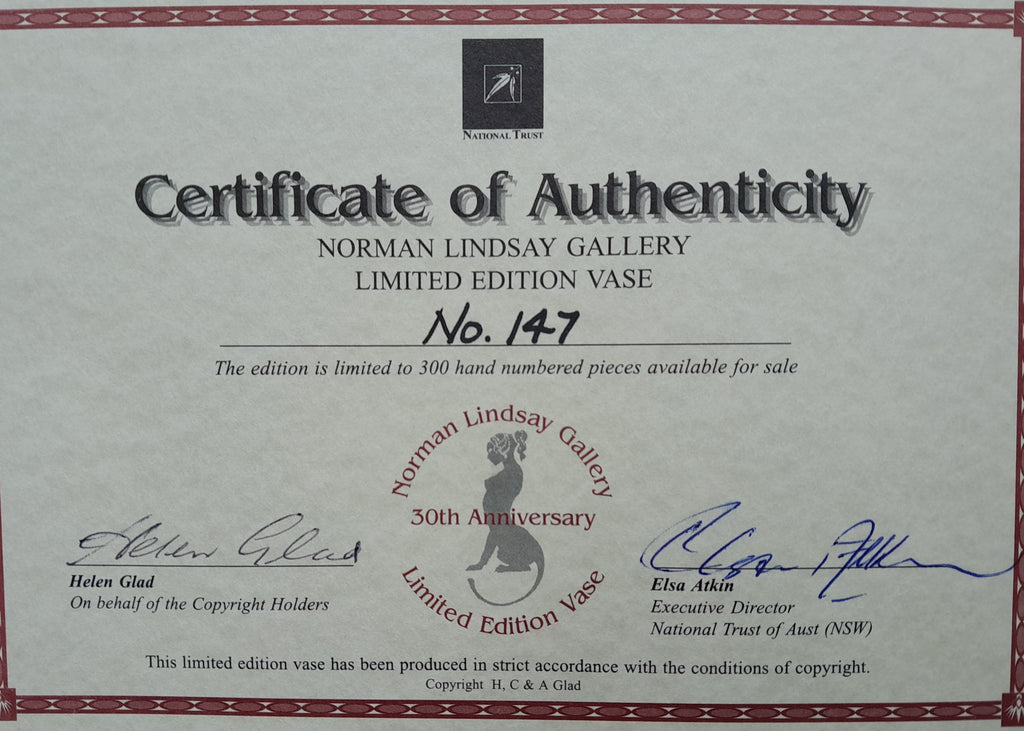 NATIONAL TRUST
Certificate of Authenticity
NORMAN LINDSAY GALLERY
LIMITED EDITION VASE
No. 147
The edition is limited to 300 hand numbered pieces available for sale
Norman Lindsay Gallery
30th Anniversary
Limited Edition Vase
Helen Glad
Helen Glad
On behalf of the Copyright Holders
Elsa Atkin
Elsa Atkin
Executive Director
National Trust of Aust (NSW)
This limited edition vase has been produced in strict accordance with the conditions of copyright.
Copyright H, C & A Glad